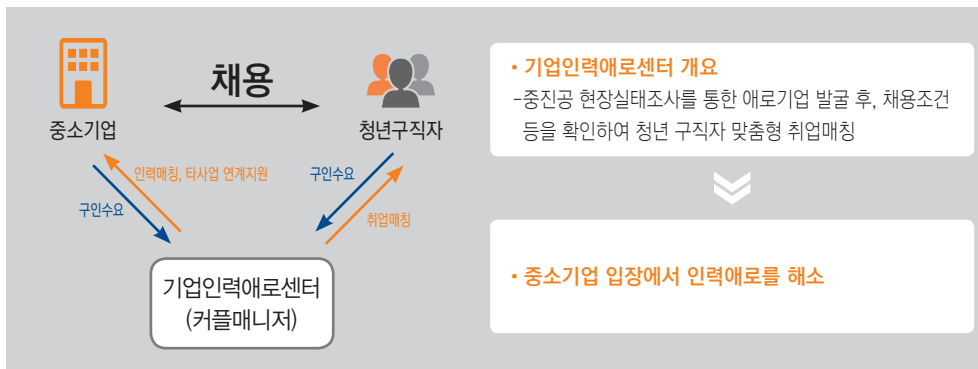 채용
중소기업
청년구직자
인력매칭, 타사업 연계지원
구인수요
구인수요
취업매칭
기업인력애로센터
(커플매니저)
• 기업인력애로센터 개요
-중진공 현장실태조사를 통한 애로기업 발굴 후, 채용조건
등을 확인하여 청년 구직자 맞춤형 취업매칭
• 중소기업 입장에서 인력애로를 해소